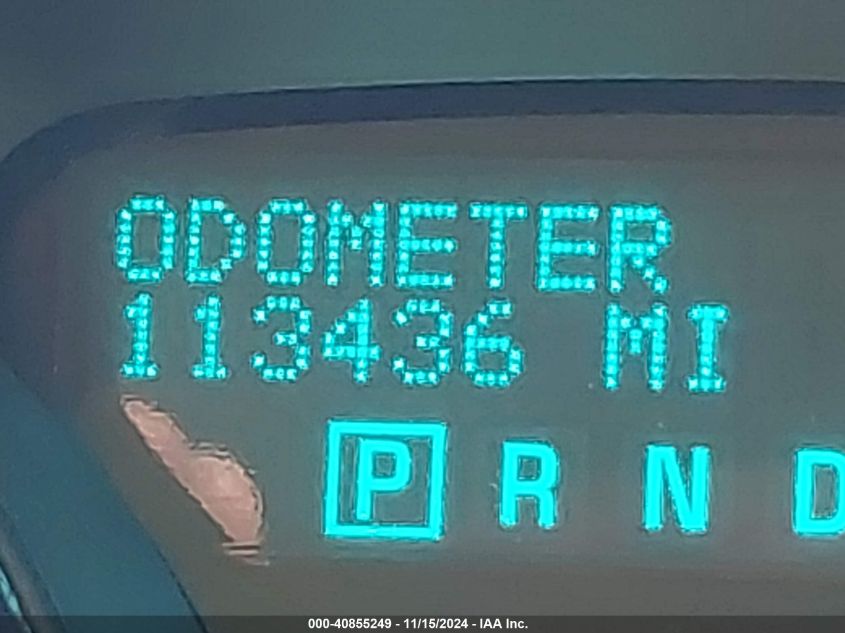 ODOMETER
113436 MI
P R N D
000-40855249 - 11/15/2024 - IAA Inc.